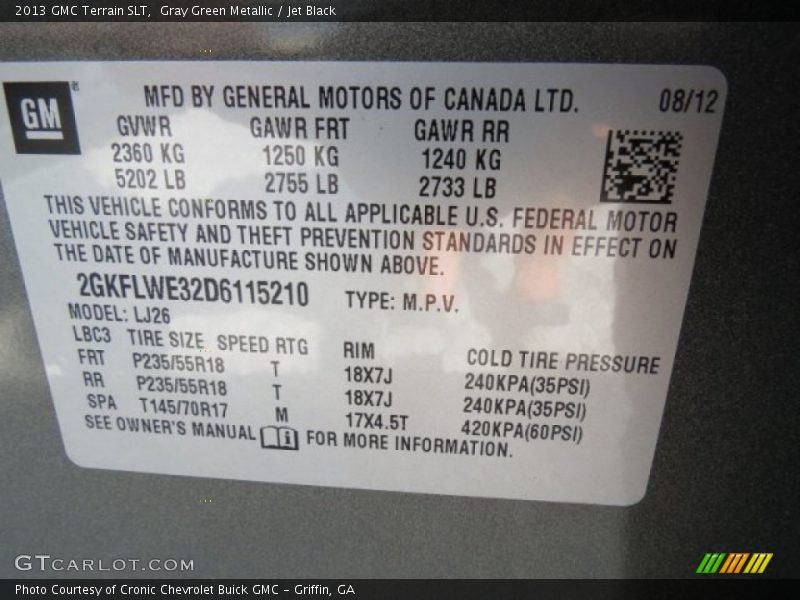 2013 GMC Terrain SLT,  Gray Green Metallic / Jet Black
GM
MFD BY GENERAL MOTORS OF CANADA LTD. 08/12
GVWR GAWR FRT GAWR RR
2360 KG 1250 KG 1240 KG
5202 LB 2755 LB 2733 LB
THIS VEHICLE CONFORMS TO ALL APPLICABLE U.S. FEDERAL MOTOR
VEHICLE SAFETY AND THEFT PREVENTION STANDARDS IN EFFECT ON
THE DATE OF MANUFACTURE SHOWN ABOVE.
2GKFLWE32D6115210 TYPE: M.P.V.
MODEL: LJ26
LBC3 TIRE SIZE SPEED RTG RIM COLD TIRE PRESSURE
FRT P235/55R18 T 18X7J 240KPA(35PSI)
RR P235/55R18 T 18X7J 240KPA(35PSI)
SPA T145/70R17 M 17X4.5T 420KPA(60PSI)
SEE OWNER'S MANUAL i FOR MORE INFORMATION.
GTCARLOT.COM
Photo Courtesy of Cronic Chevrolet Buick GMC – Griffin, GA